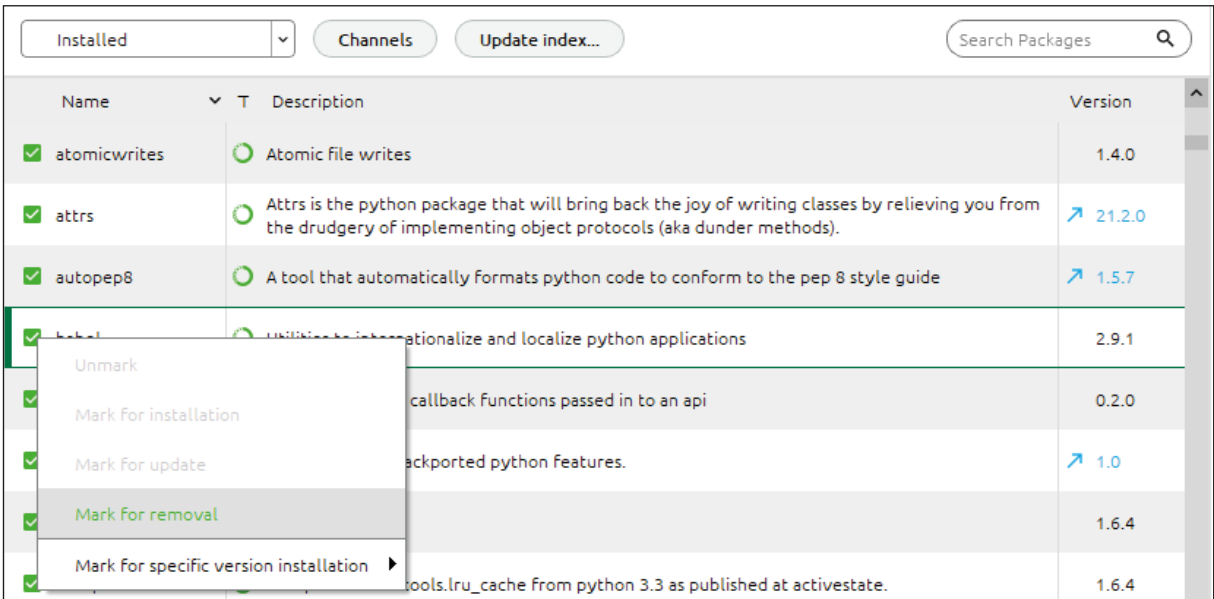 Installed
Channels
Update index...
Search Packages
Name
T
Description
Version
atomicwrites
Atomic file writes
1.4.0
attrs
Attrs is the python package that will bring back the joy of writing classes by relieving you from
the drudgery of implementing object protocols (aka dunder methods).
21.2.0
autopep8
A tool that automatically formats python code to conform to the pep 8 style guide
1.5.7
babel
Utilities to internationalize and localize python applications
2.9.1
Unmark
callback functions passed in to an api
0.2.0
Mark for installation
Mark for update
python features.
1.0
Mark for removal
1.6.4
Mark for specific version installation
from python 3.3 as published at activestate.
1.6.4